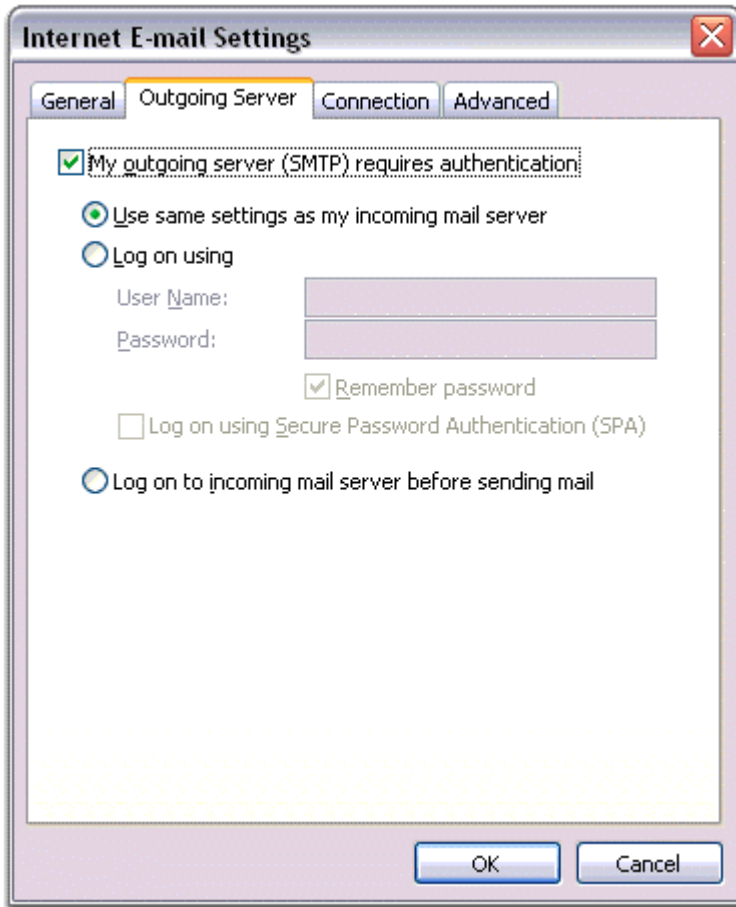 Internet E-mail Settings
General Outgoing Server Connection Advanced
My outgoing server (SMTP) requires authentication
Use same settings as my incoming mail server
Log on using
User Name:
Password:
Remember password
Log on using Secure Password Authentication (SPA)
Log on to incoming mail server before sending mail
OK Cancel